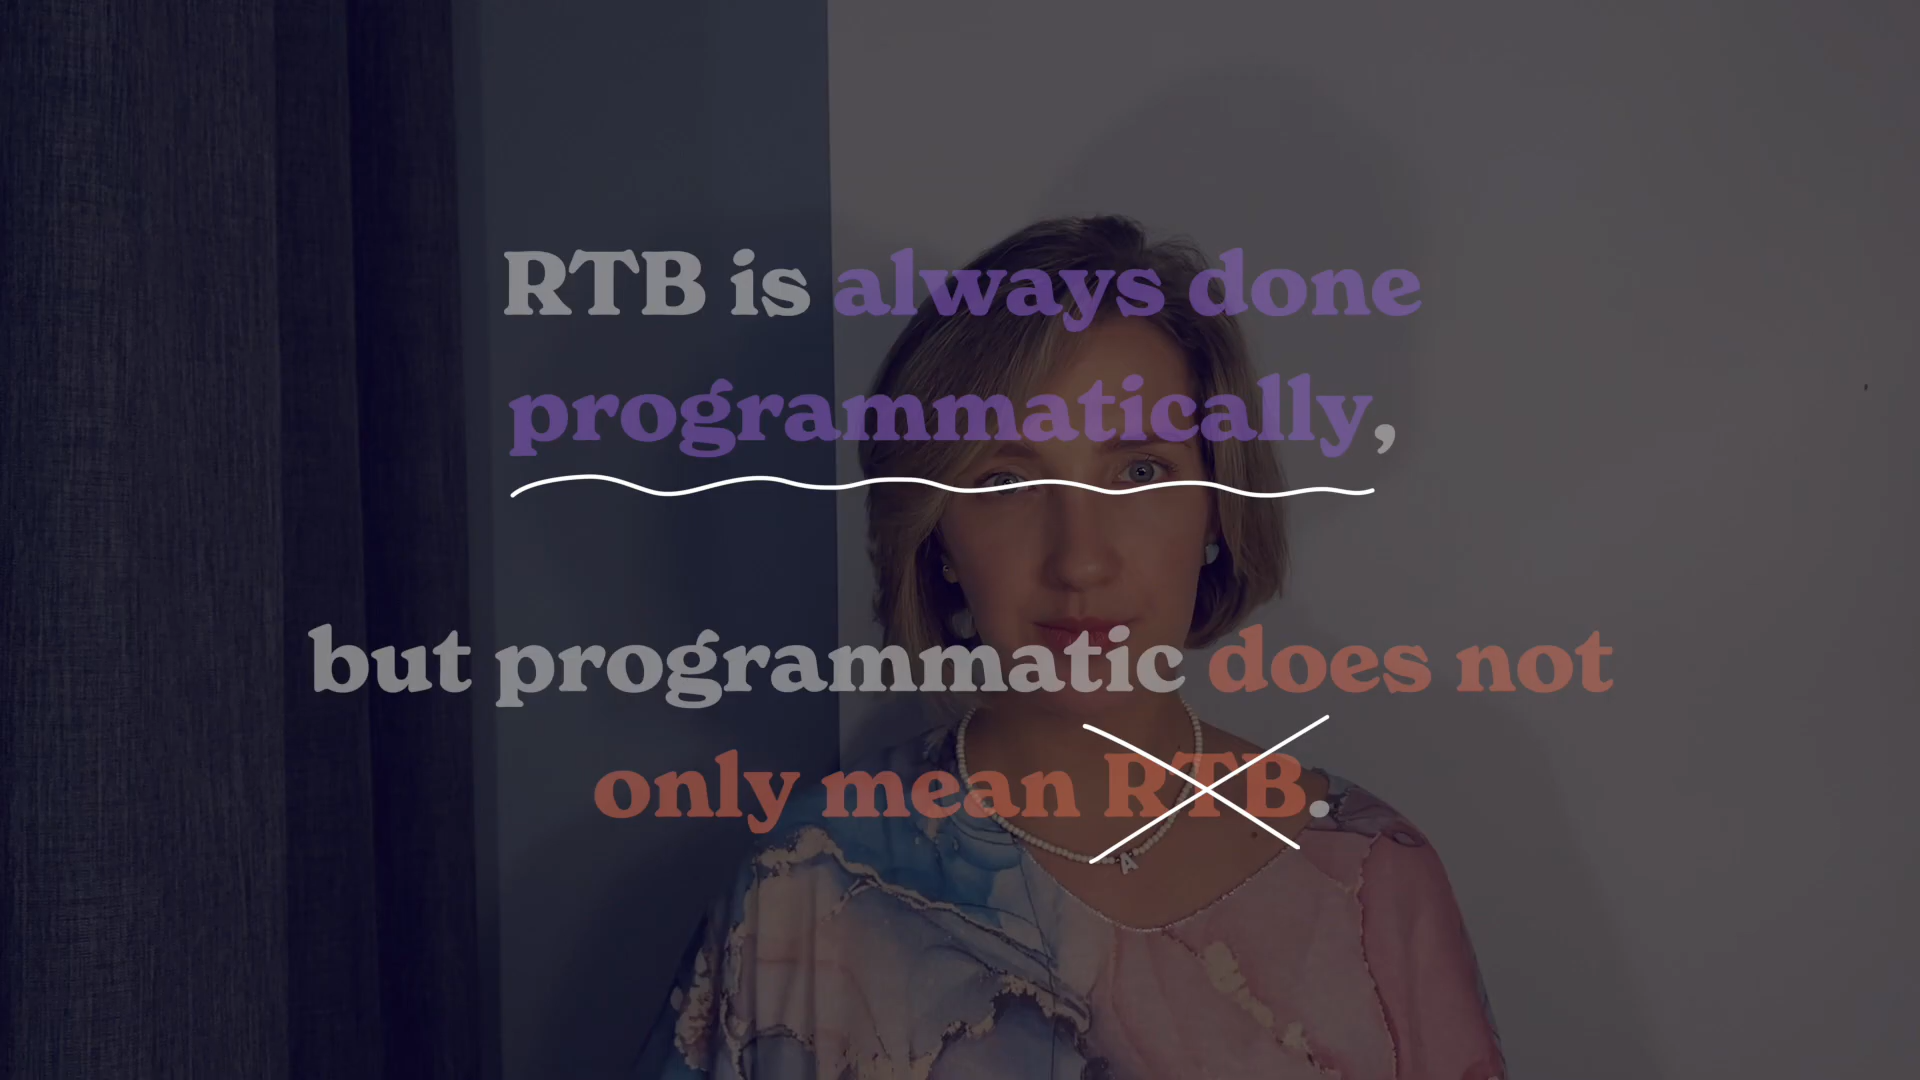 RTB is always done
programmatically,
but programmatic does not
only mean RTB.
A